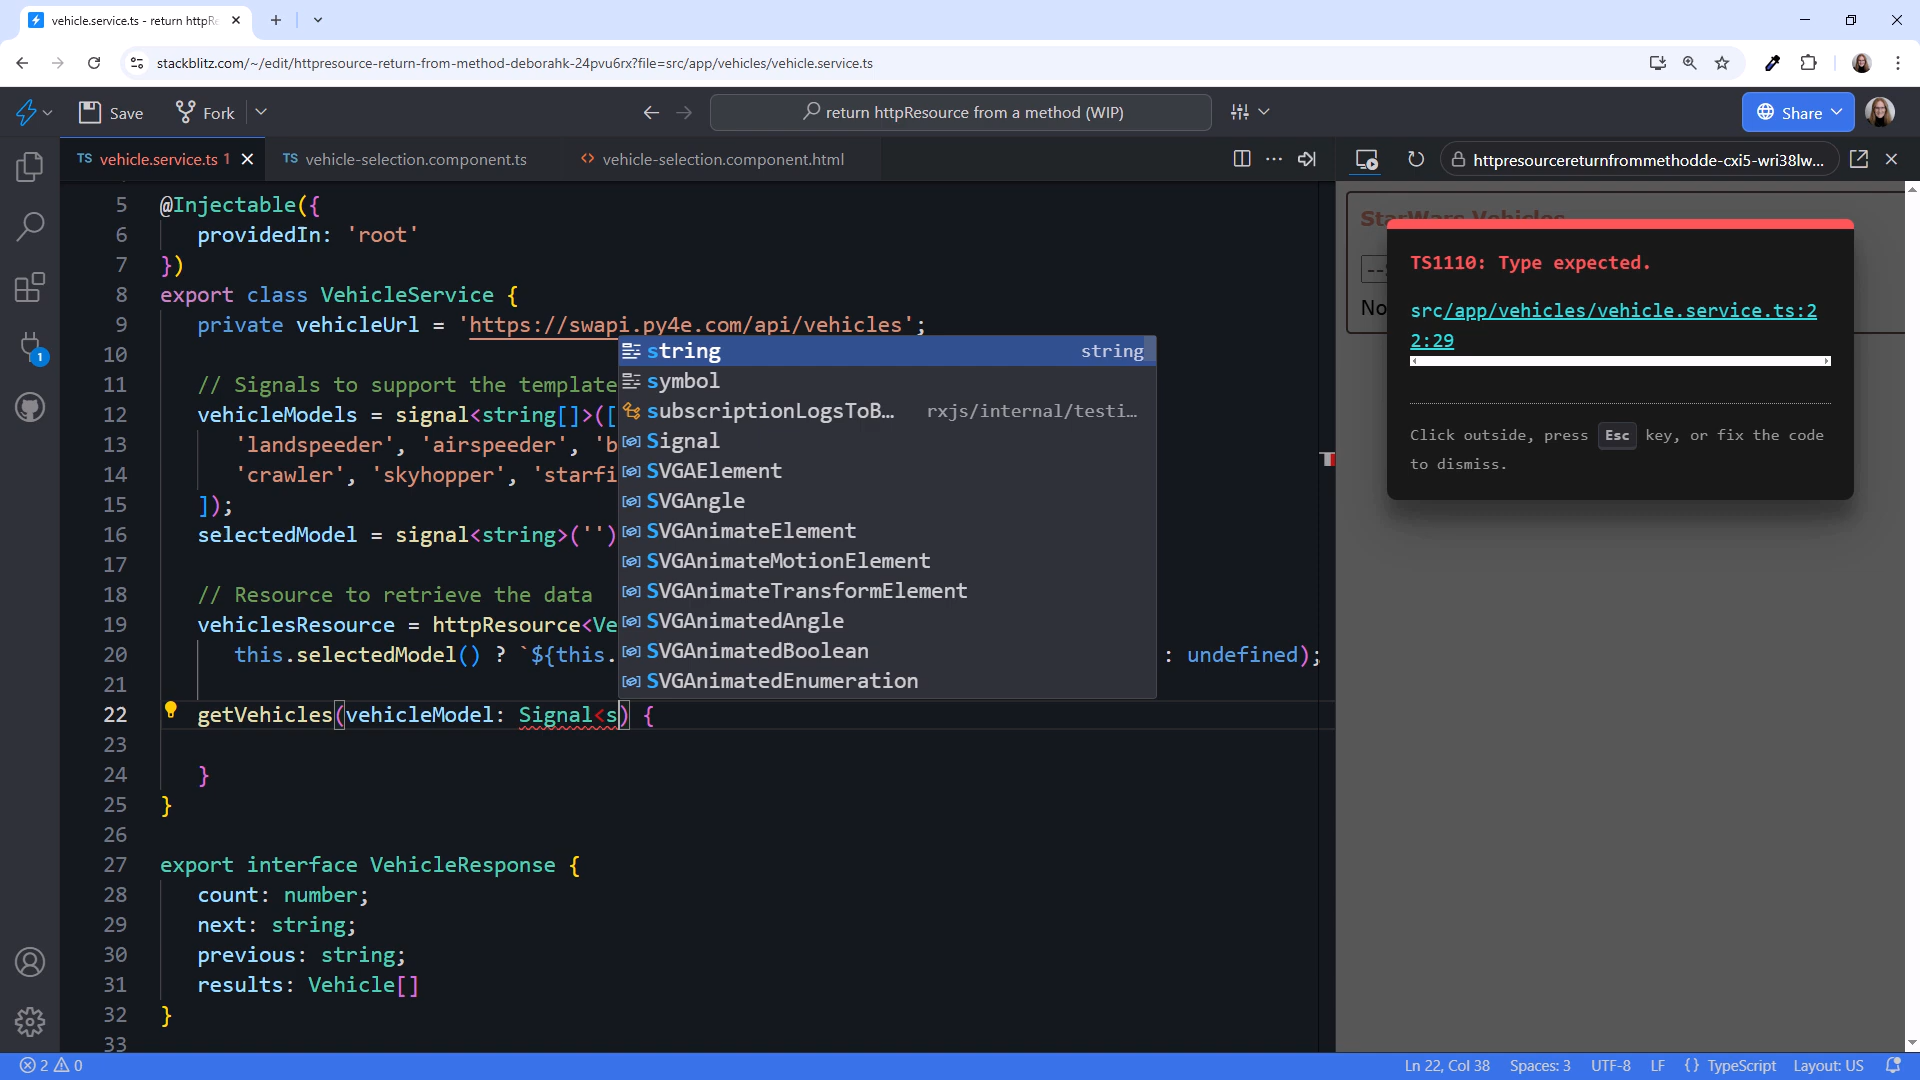 vehicle.service.ts - return httpRe
stackblitz.com/~/edit/httpresource-return-from-method-deborahk-24pvu6rx?file=src/app/vehicles/vehicle.service.ts
Save
Fork
return httpResource from a method (WIP)
Share
TS vehicle.service.ts 1
TS vehicle-selection.component.ts
<> vehicle-selection.component.html
httpresourcereturnfrommethodde-cxi5-wri38lw...
5 @Injectable({
6 providedIn: 'root'
7 })
8 export class VehicleService {
9 private vehicleUrl = 'https://swapi.py4e.com/api/vehicles';
10
11 // Signals to support the template
12 vehicleModels = signal<string[]>([
13 'landspeeder', 'airspeeder', 'b
14 'crawler', 'skyhopper', 'starfi
15 ]);
16 selectedModel = signal<string>('')
17
18 // Resource to retrieve the data
19 vehiclesResource = httpResource<Ve
20 this.selectedModel() ? `${this. : undefined);
21
22 getVehicles(vehicleModel: Signal<s) {
23
24 }
25 }
26
27 export interface VehicleResponse {
28 count: number;
29 next: string;
30 previous: string;
31 results: Vehicle[]
32 }
33
string string
symbol
subscriptionLogsToB... rxjs/internal/testi...
Signal
SVGAElement
SVGAngle
SVGAnimateElement
SVGAnimateMotionElement
SVGAnimateTransformElement
SVGAnimatedAngle
SVGAnimatedBoolean
SVGAnimatedEnumeration
StarWars Vehicles
--
No
TS1110: Type expected.
src/app/vehicles/vehicle.service.ts:2
2:29
Click outside, press Esc key, or fix the code
to dismiss.
1
2 0
Ln 22, Col 38
Spaces: 3
UTF-8
LF
{} TypeScript
Layout: US